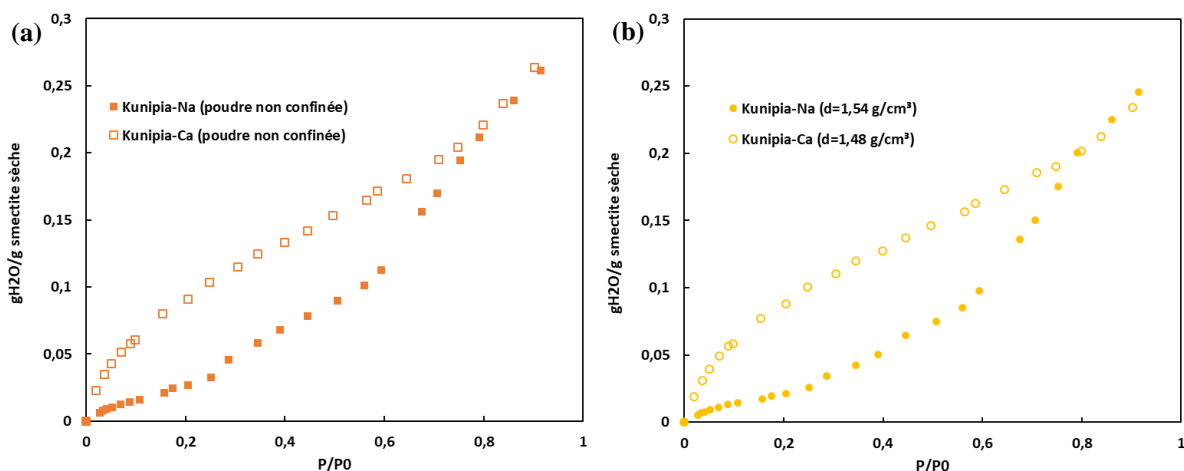 (a)
0,3
0,25
0,2
0,15
0,1
0,05
0
gH2O/g smectite sèche
Kunipia-Na (poudre non confinée)
Kunipia-Ca (poudre non confinée)
0 0,2 0,4 0,6 0,8 1
P/P0
(b)
0,3
0,25
0,2
0,15
0,1
0,05
0
gH2O/g smectite sèche
Kunipia-Na (d=1,54 g/cm³)
Kunipia-Ca (d=1,48 g/cm³)
0 0,2 0,4 0,6 0,8 1
P/P0